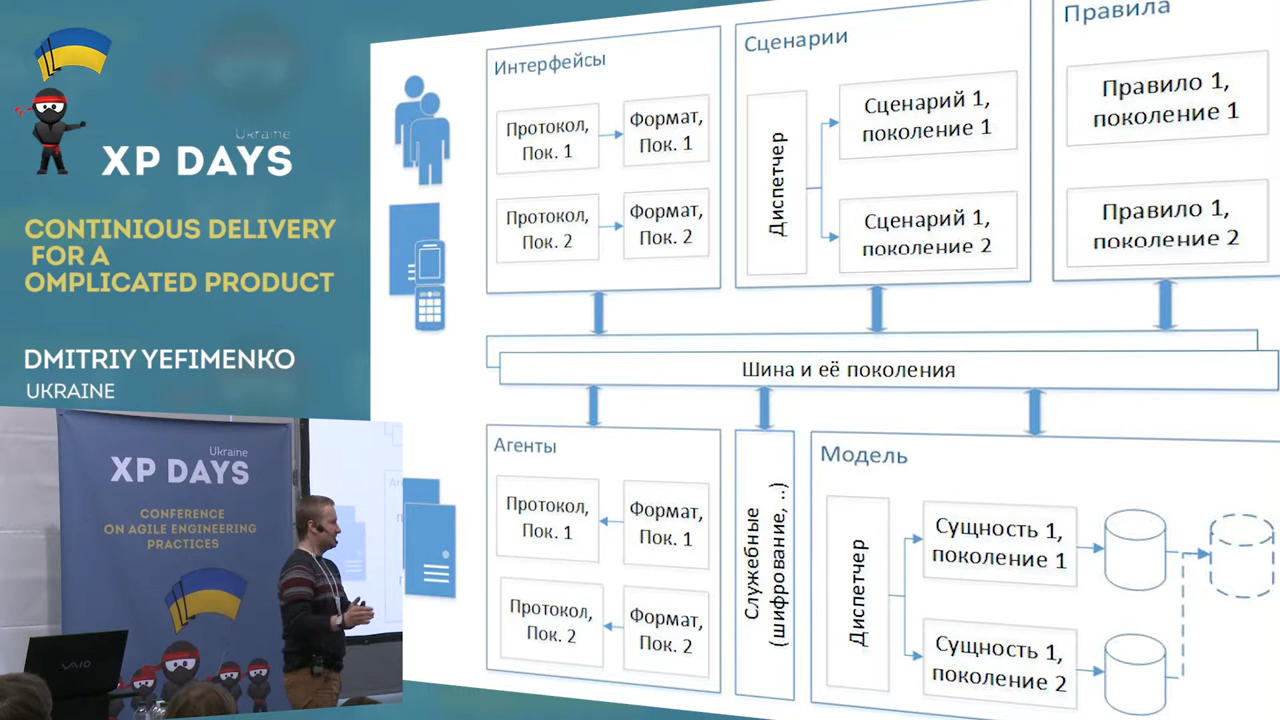 Ukraine
XP DAYS
CONTINIOUS DELIVERY
FOR A
OMPLICATED PRODUCT
DMITRIY YEFIMENKO
UKRAINE
Ukraine
XP DAYS
CONFERENCE
ON AGILE ENGINEERING
PRACTICES
VAIO
Интерфейсы
Протокол,
Пок. 1
Формат,
Пок. 1
Протокол,
Пок. 2
Формат,
Пок. 2
Сценарии
Диспетчер
Сценарий 1,
поколение 1
Сценарий 1,
поколение 2
Правила
Правило 1,
поколение 1
Правило 1,
поколение 2
Шина и её поколения
Агенты
Протокол,
Пок. 1
Формат,
Пок. 1
Протокол,
Пок. 2
Формат,
Пок. 2
Служебные
(шифрование, ..)
Модель
Диспетчер
Сущность 1,
поколение 1
Сущность 1,
поколение 2